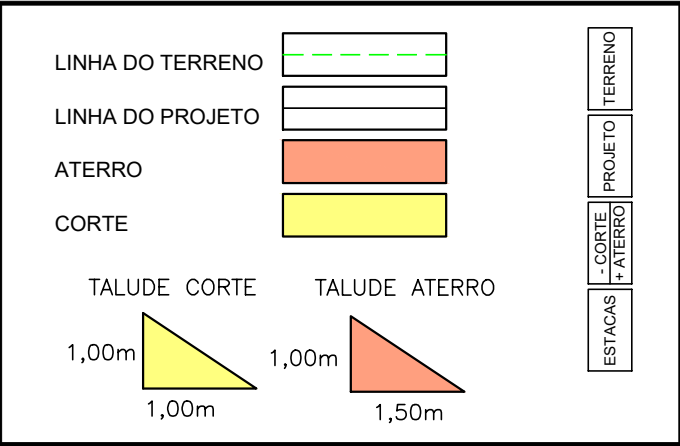 LINHA DO TERRENO
LINHA DO PROJETO
ATERRO
CORTE
TALUDE CORTE
1,00m
1,00m
TALUDE ATERRO
1,00m
1,50m
TERRENO
PROJETO
- CORTE
+ ATERRO
ESTACAS